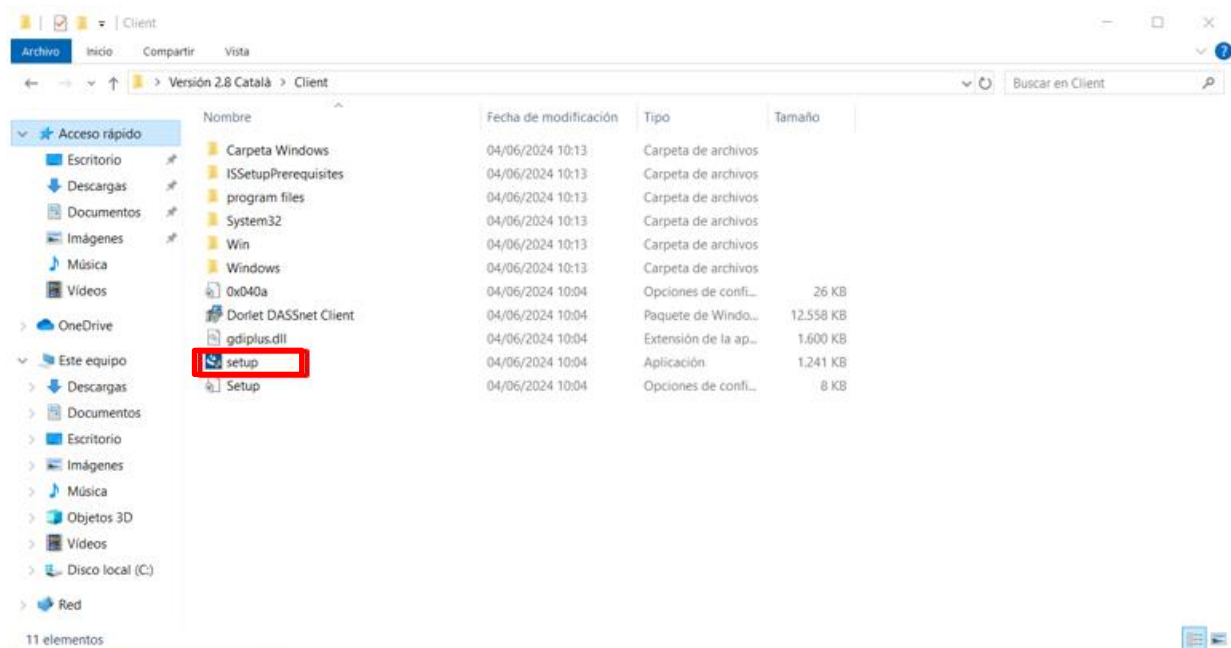 Client
Archivo Inicio Compartir Vista
Versión 2.8 Català > Client Buscar en Client
Nombre Fecha de modificación Tipo Tamaño
Acceso rápido
Escritorio
Descargas
Documentos
Imágenes
Música
Vídeos
OneDrive
Este equipo
Descargas
Documentos
Escritorio
Imágenes
Música
Objetos 3D
Vídeos
Disco local (C:)
Red
Carpeta Windows 04/06/2024 10:13 Carpeta de archivos
ISSetupPrerequisites 04/06/2024 10:13 Carpeta de archivos
program files 04/06/2024 10:13 Carpeta de archivos
System32 04/06/2024 10:13 Carpeta de archivos
Win 04/06/2024 10:13 Carpeta de archivos
Windows 04/06/2024 10:13 Carpeta de archivos
0x040a 04/06/2024 10:04 Opciones de confi... 26 KB
Dorlet DASSnet Client 04/06/2024 10:04 Paquete de Windo... 12.558 KB
gdiplus.dll 04/06/2024 10:04 Extensión de la ap... 1.600 KB
setup 04/06/2024 10:04 Aplicación 1.241 KB
Setup 04/06/2024 10:04 Opciones de confi... 8 KB
11 elementos